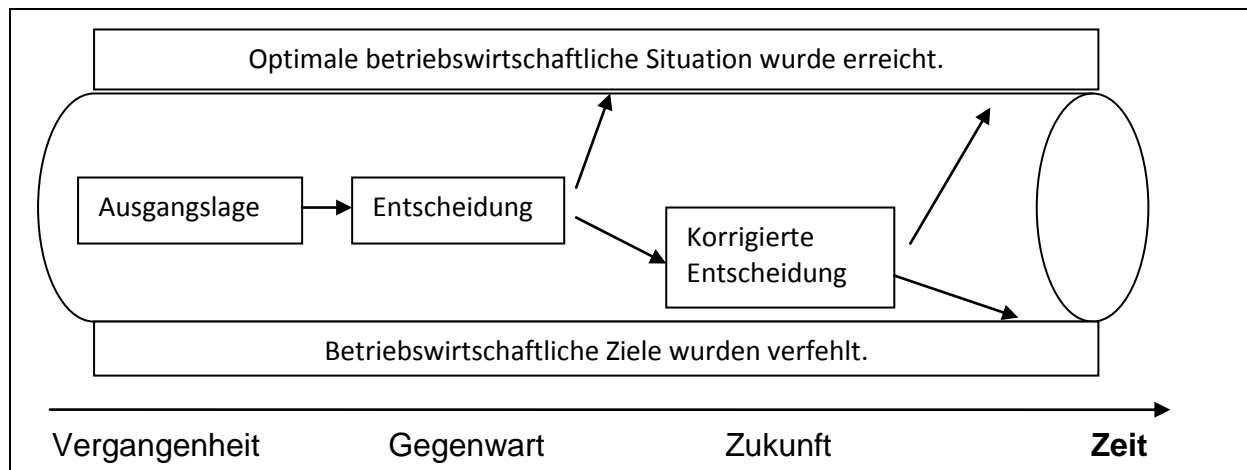 Optimale betriebswirtschaftliche Situation wurde erreicht.
Ausgangslage
Entscheidung
Korrigierte
Entscheidung
Betriebswirtschaftliche Ziele wurden verfehlt.
Vergangenheit
Gegenwart
Zukunft
Zeit